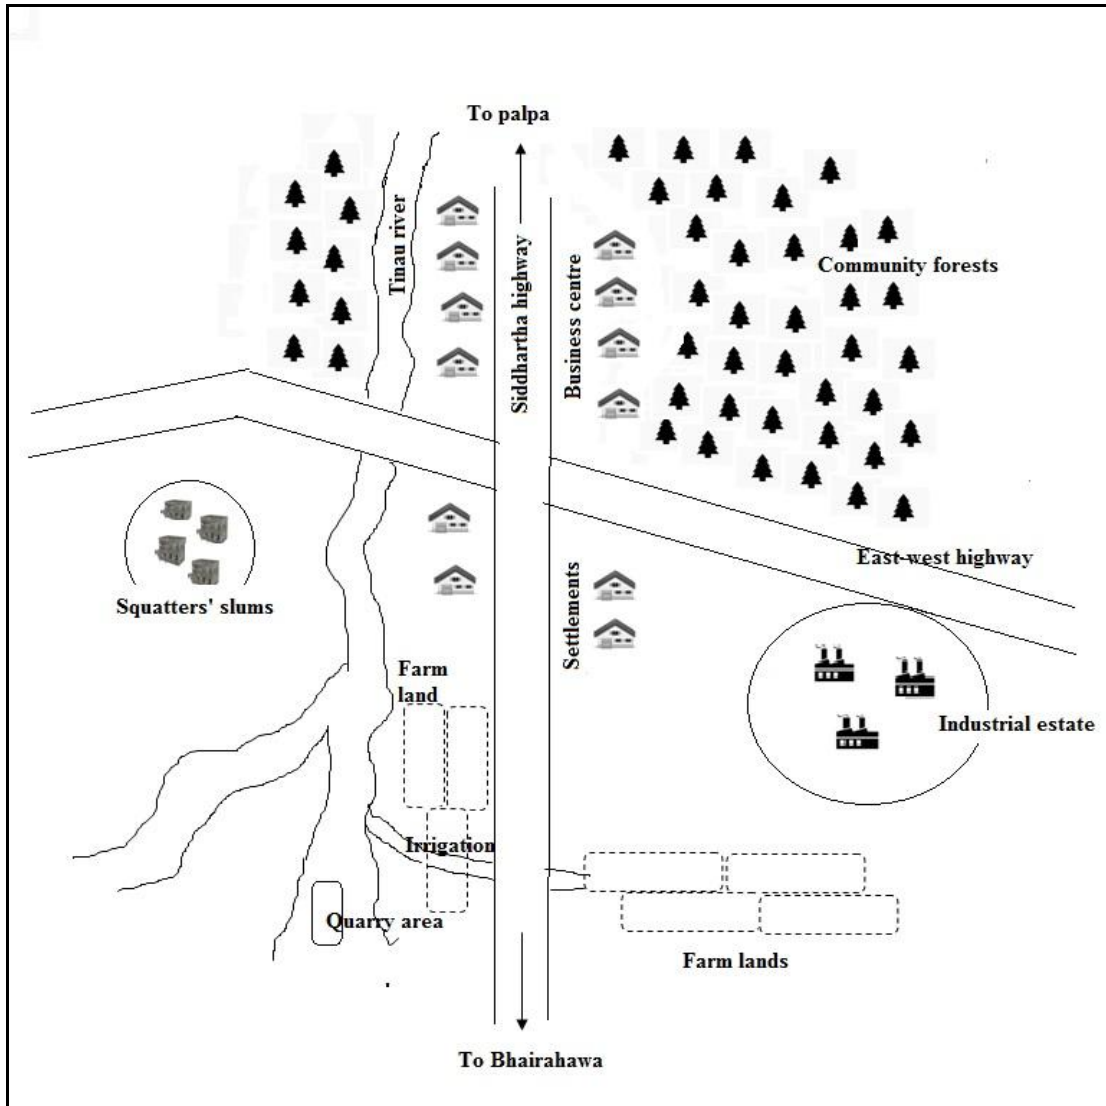 To palpa
Tinau river
Siddhartha highway
Business centre
Community forests
East-west highway
Squatters' slums
Settlements
Farm
land
Industrial estate
Irrigation
Quarry area
Farm lands
To Bhairahawa